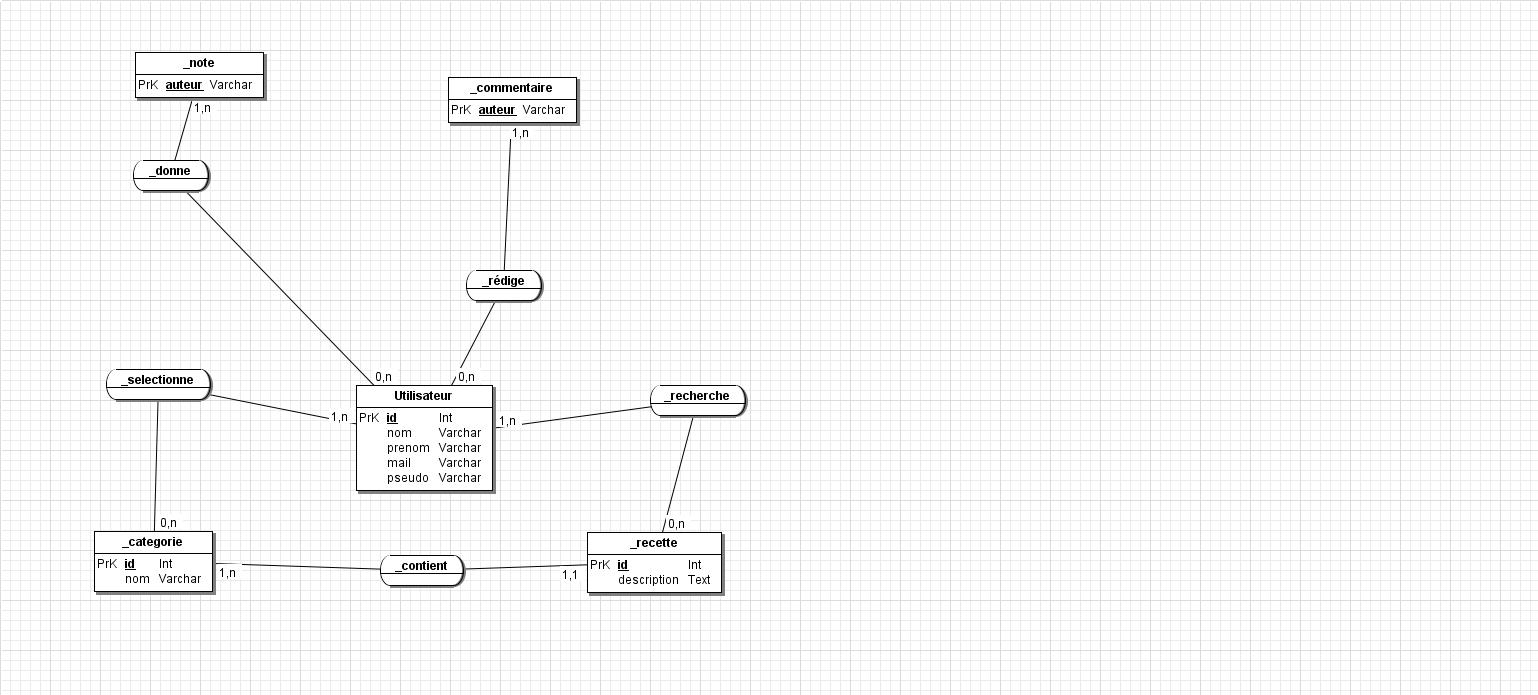 _note
PrK auteur Varchar
1,n
_commentaire
PrK auteur Varchar
1,n
_donne
_rédige
0,n
0,n
_selectionne
Utilisateur
_recherche
1,n
PrK id Int
1,n
nom Varchar
prenom Varchar
mail Varchar
pseudo Varchar
0,n
0,n
_categorie
_recette
PrK id Int
_contient
PrK id Int
nom Varchar
1,n
1,1
description Text